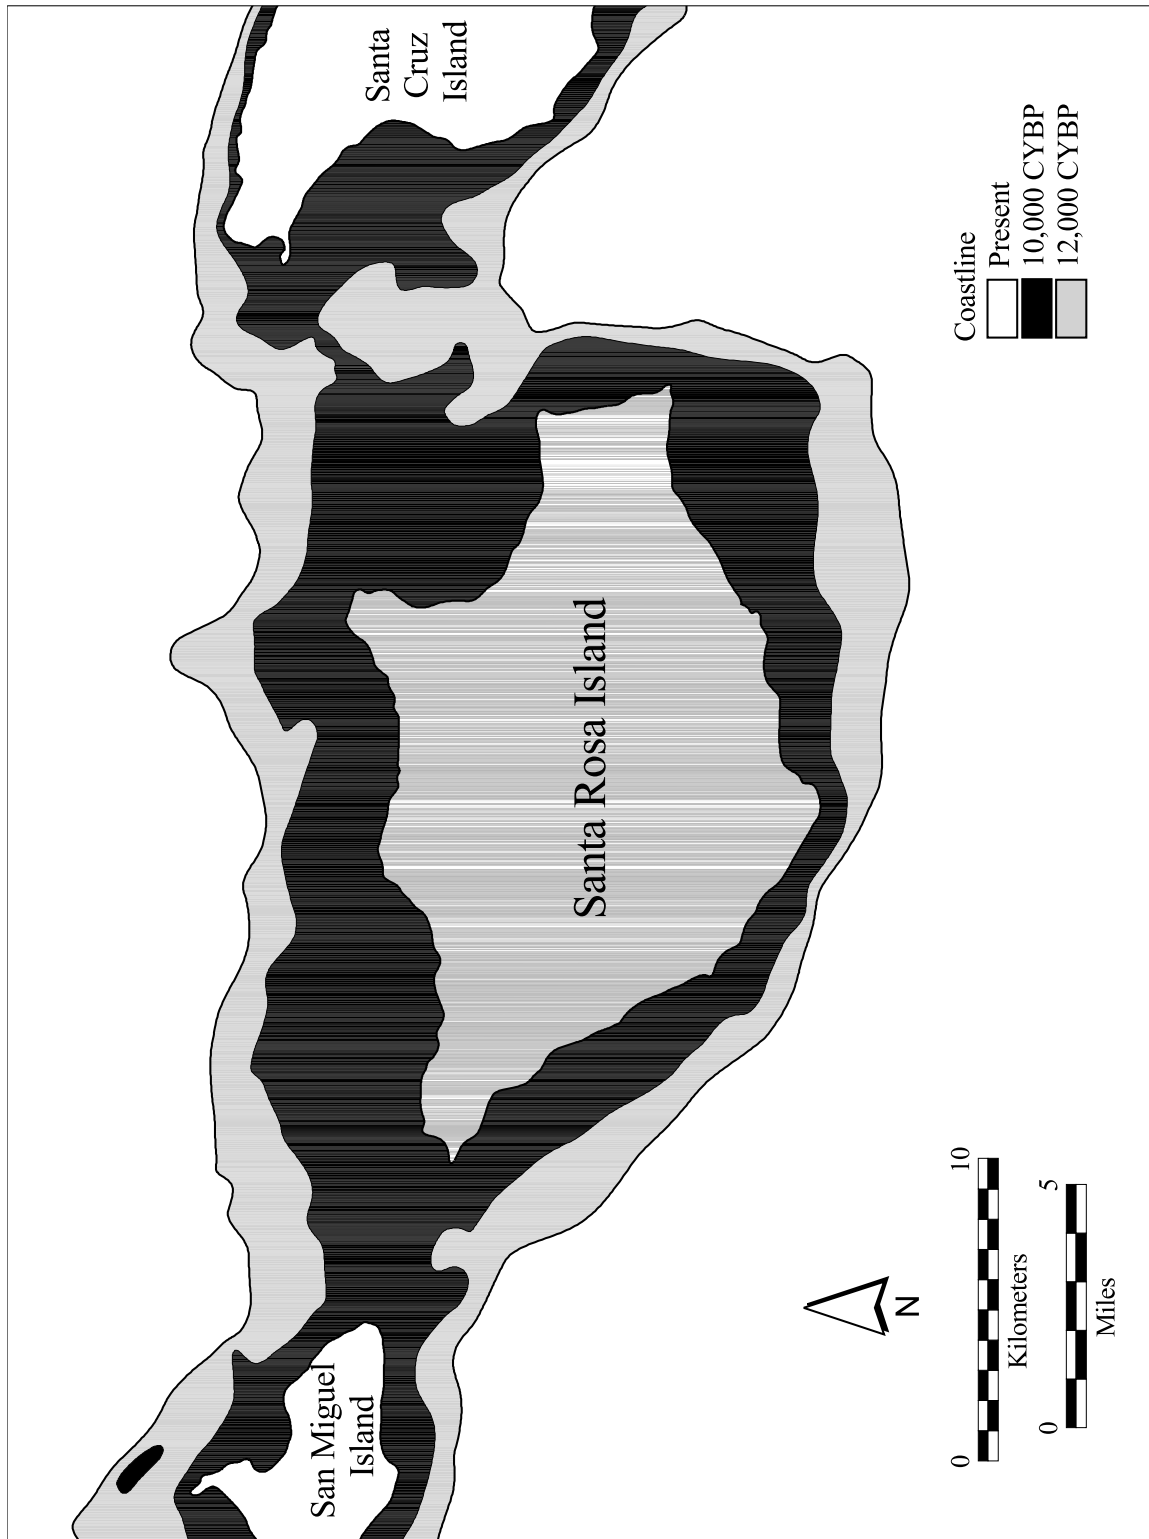 Santa
Cruz
Island
Santa Rosa Island
San Miguel
Island
Coastline
Present
10,000 CYBP
12,000 CYBP
N
0 10
Kilometers
0 5
Miles